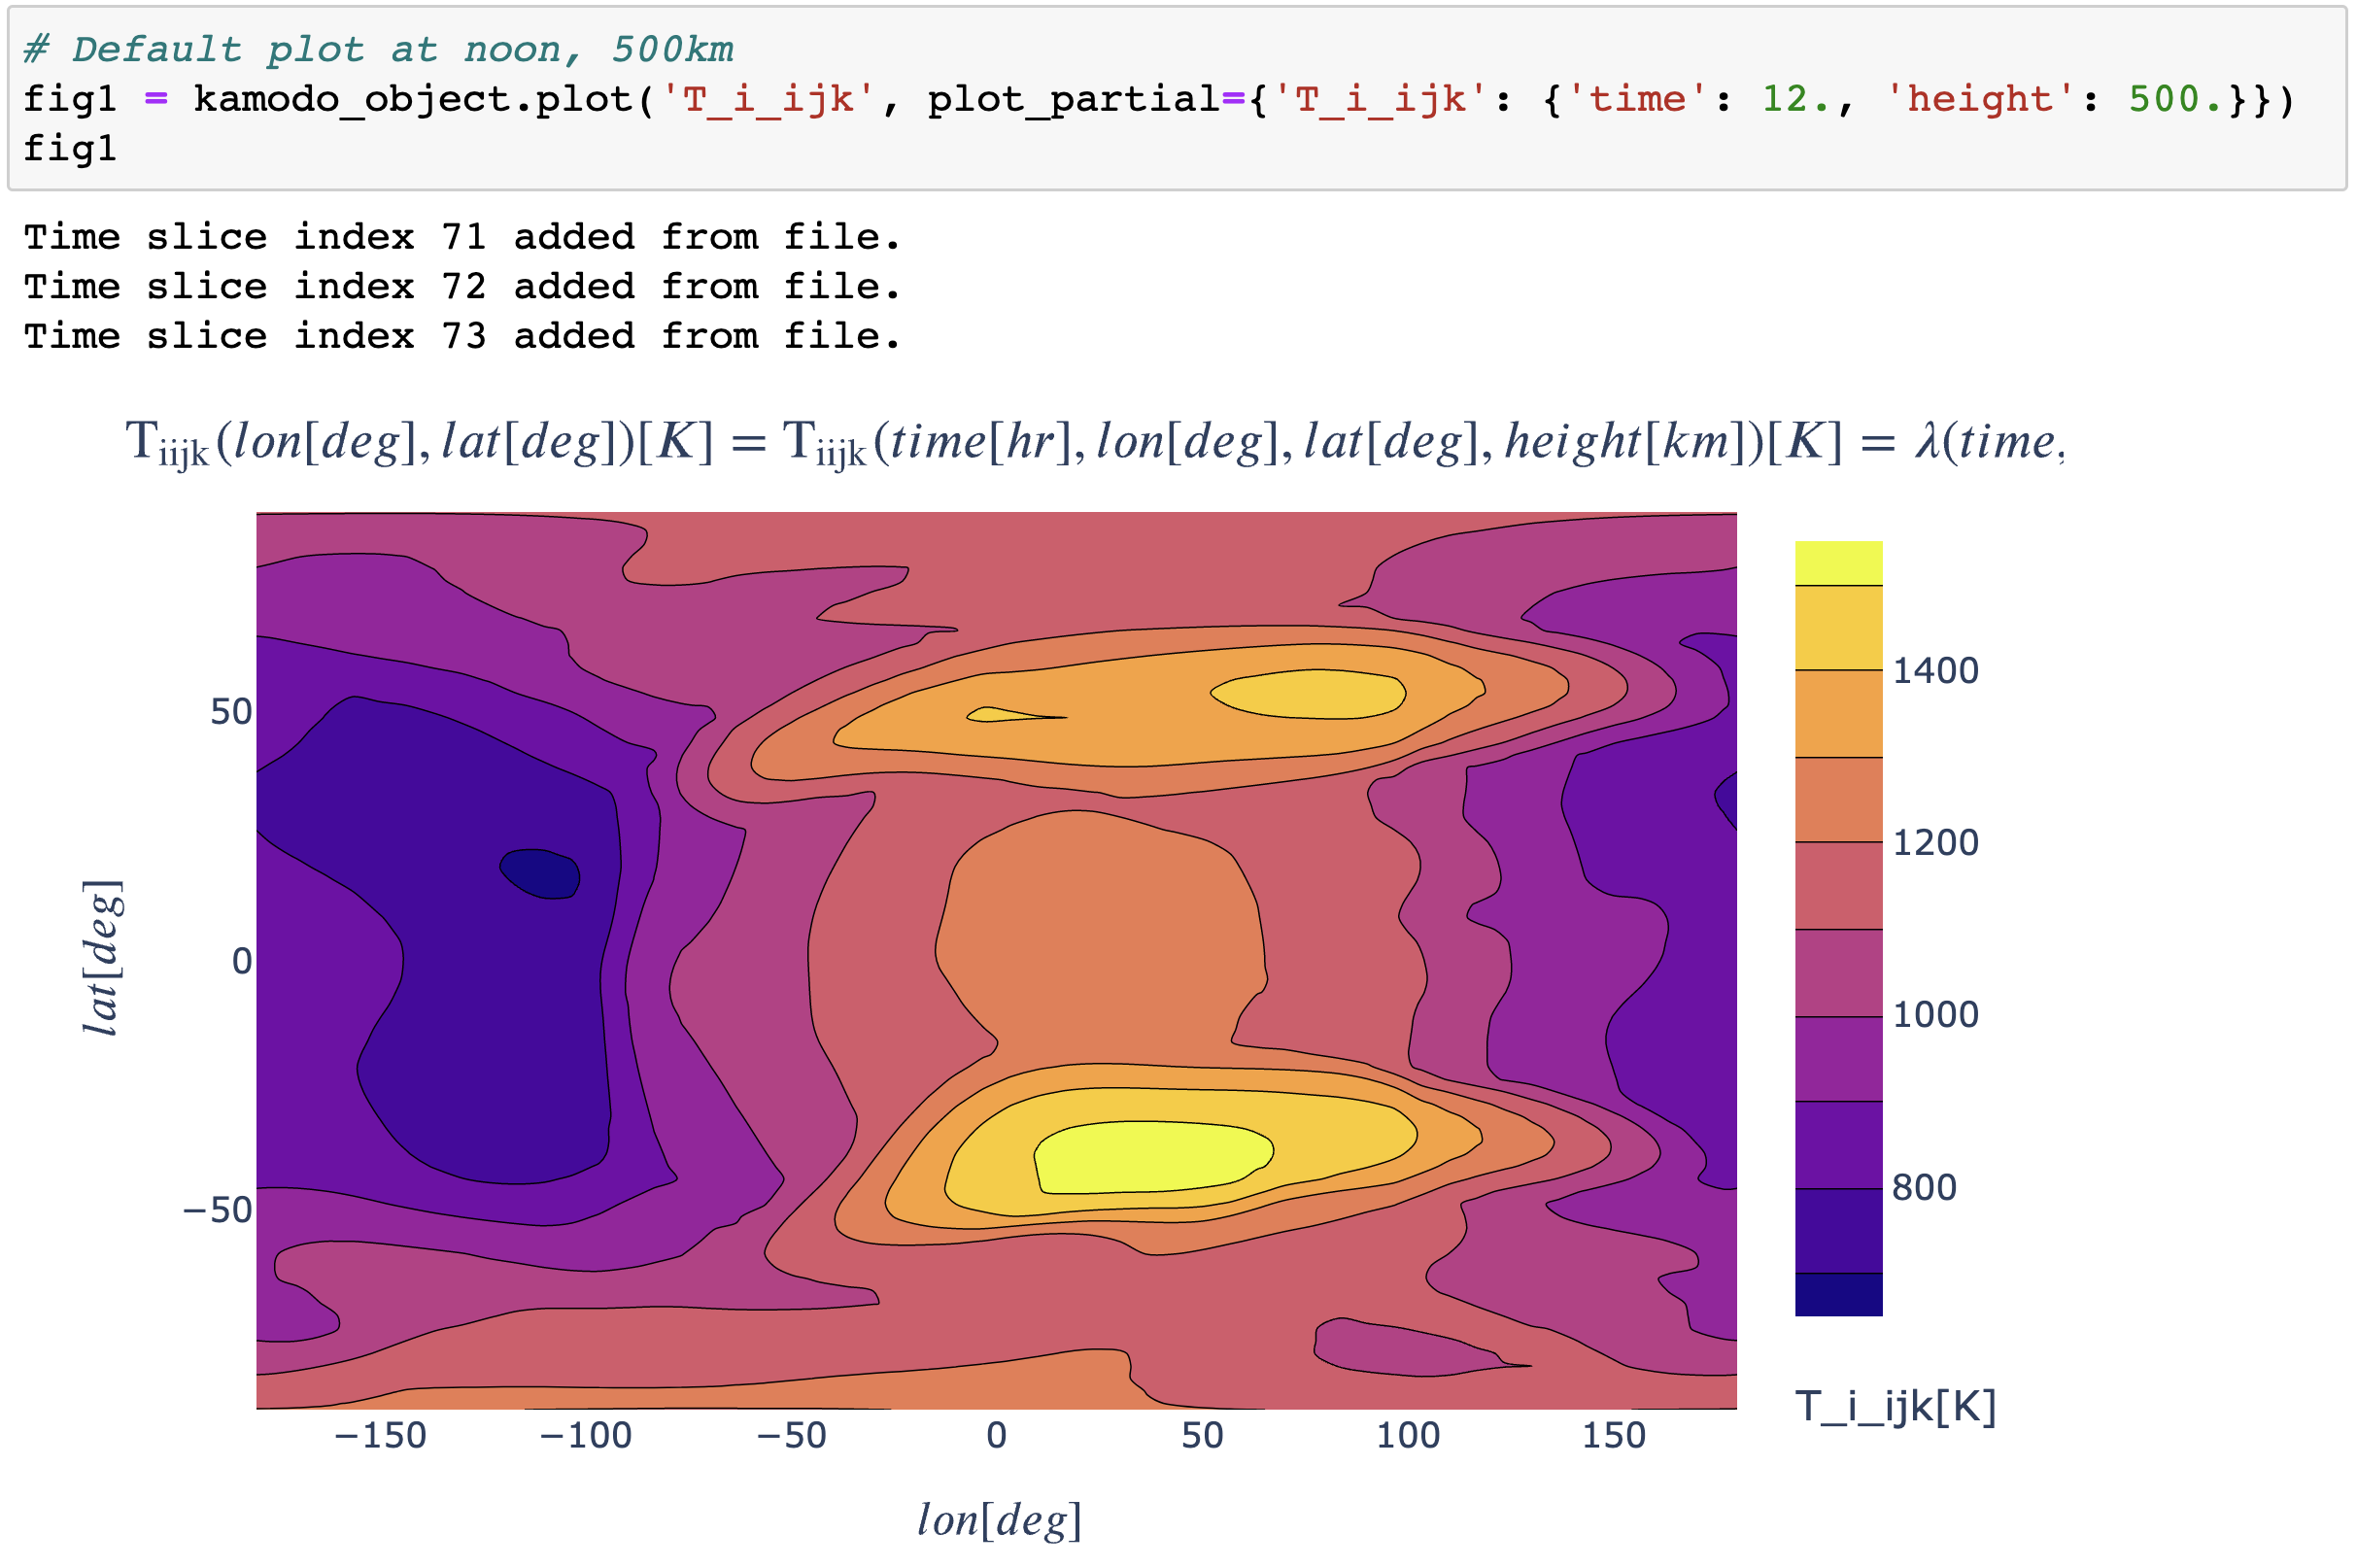 # Default plot at noon, 500km
fig1 = kamodo_object.plot('T_i_ijk', plot_partial={'T_i_ijk': {'time': 12., 'height': 500.}})
fig1
Time slice index 71 added from file.
Time slice index 72 added from file.
Time slice index 73 added from file.
T_iijk(lon[deg], lat[deg])[K] = T_iijk(time[hr], lon[deg], lat[deg], height[km])[K] = λ(time,
50
0
−50
lat[deg]
−150 −100 −50 0 50 100 150
lon[deg]
1400
1200
1000
800
T_i_ijk[K]